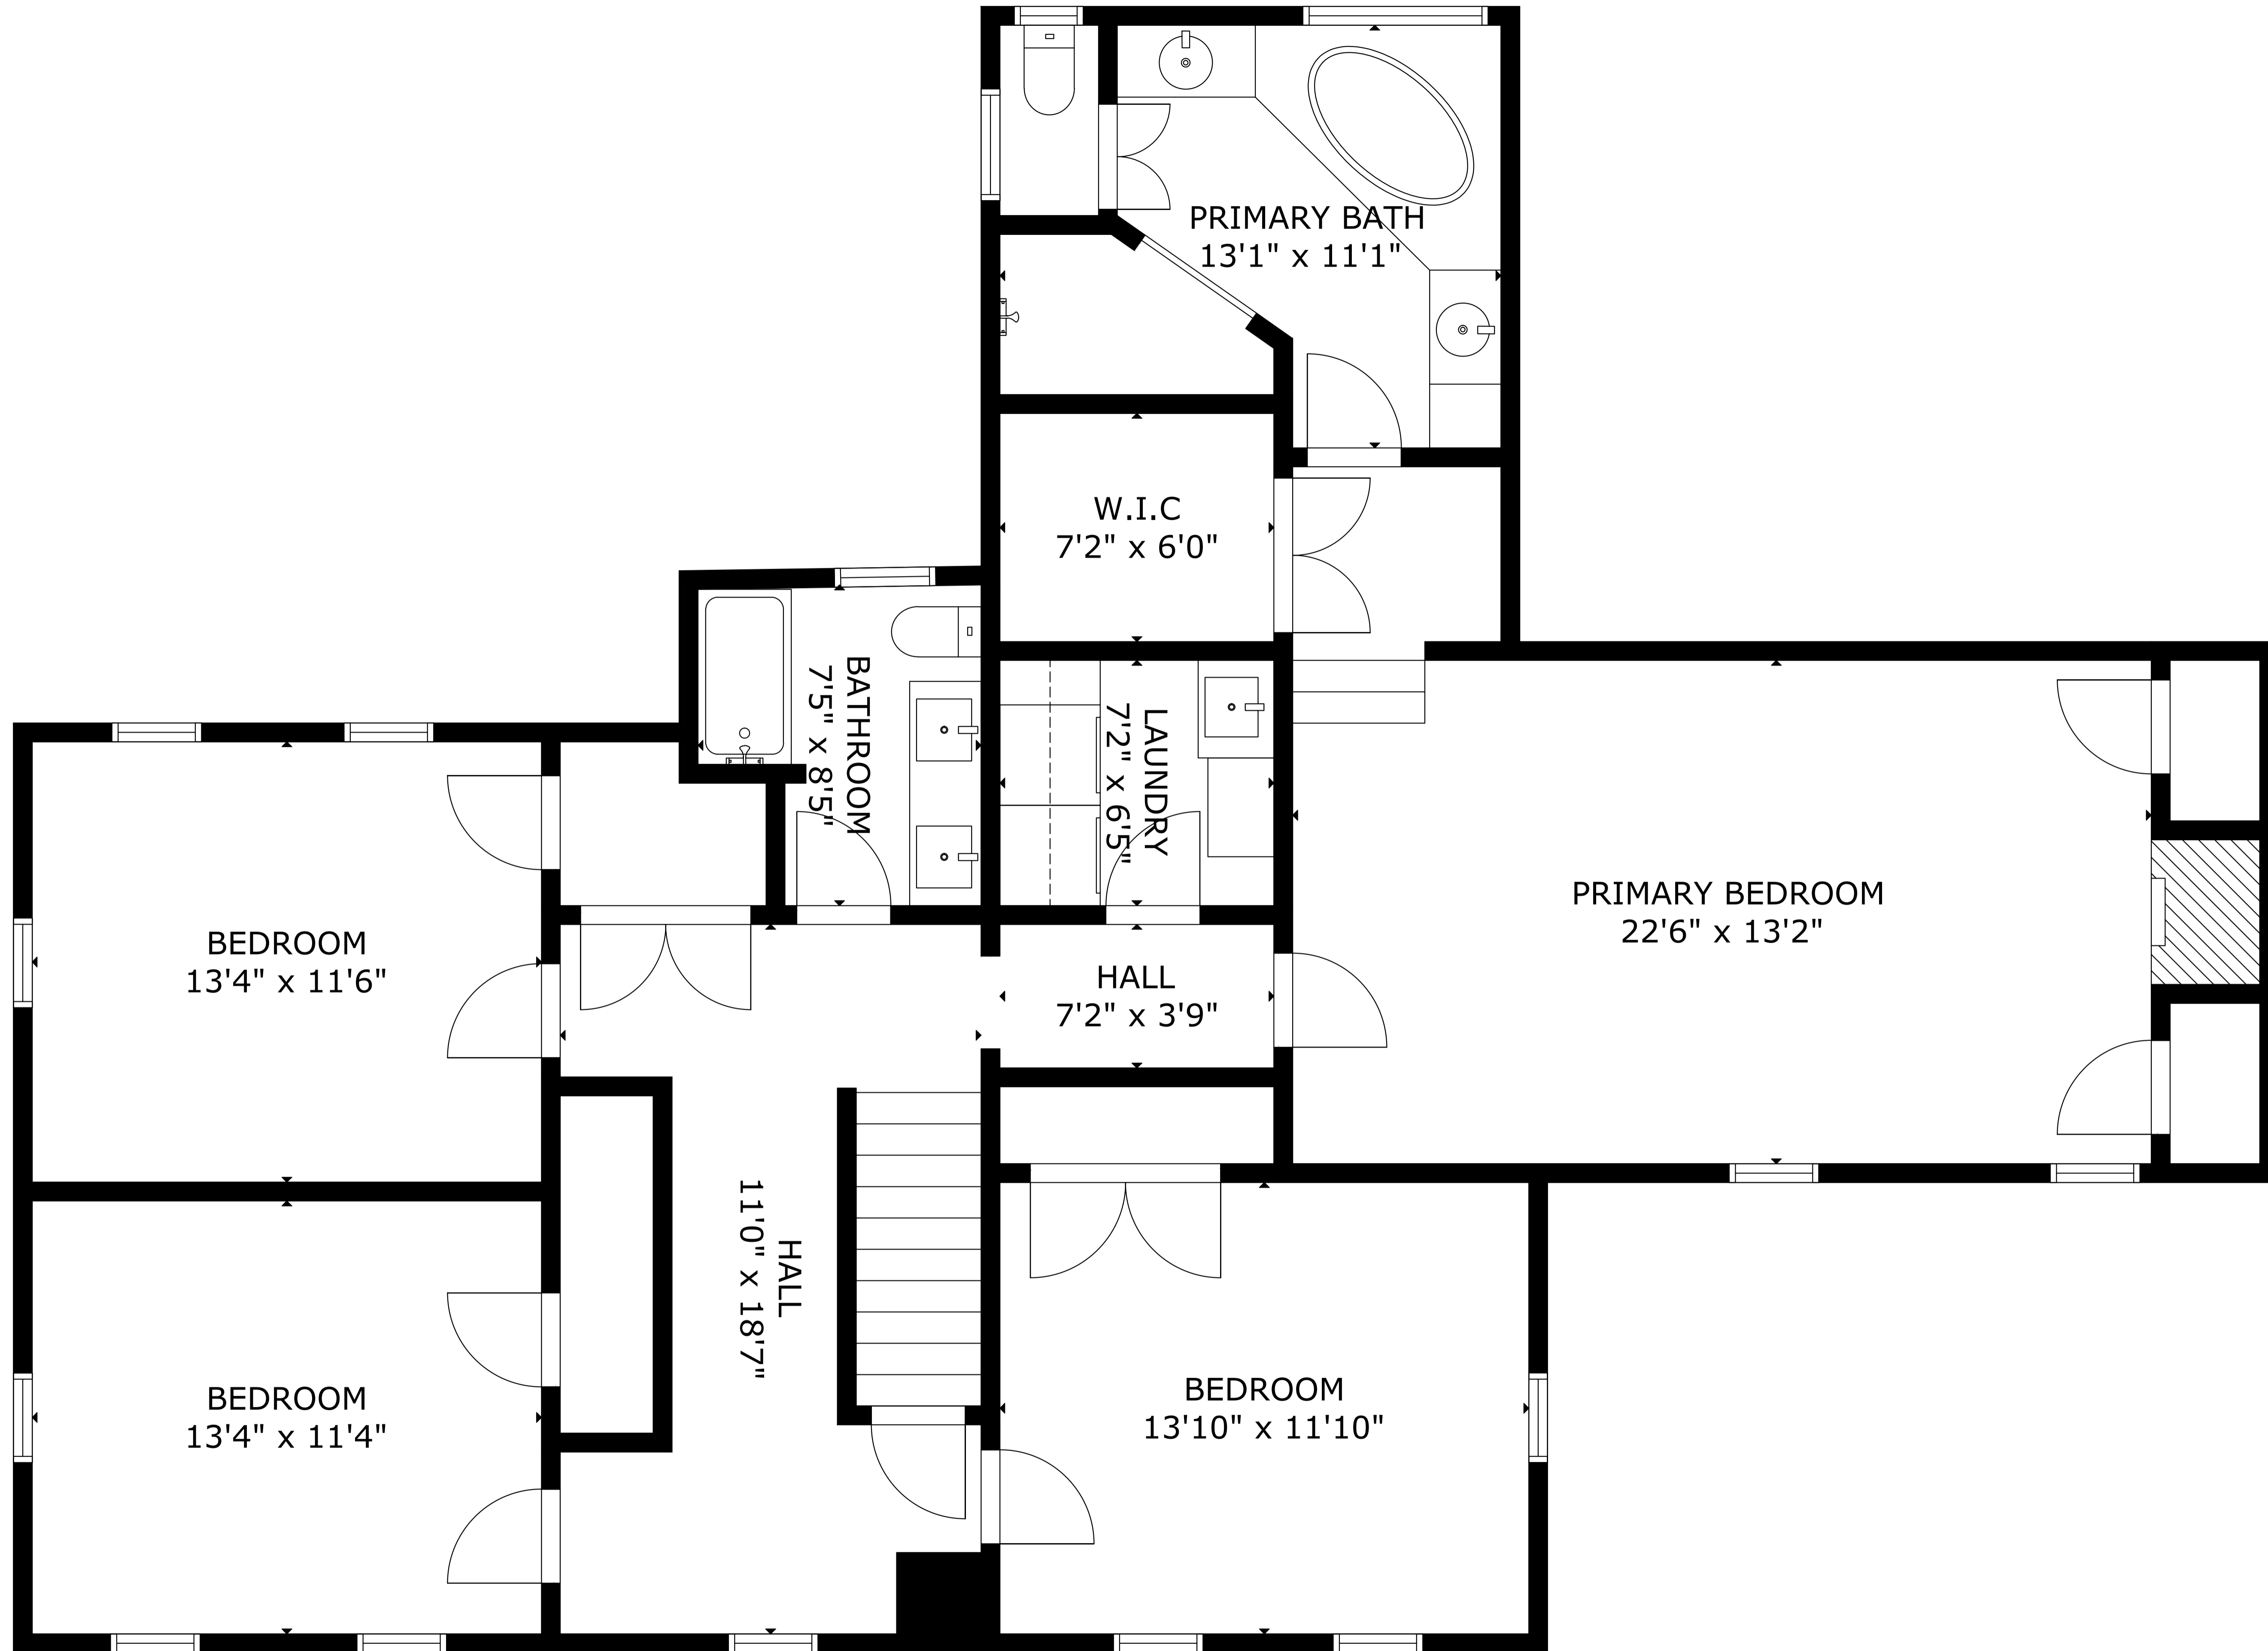 PRIMARY BATH
13'1" x 11'1"
W.I.C
7'2" x 6'0"
BATHROOM
7'5" x 8'5"
LAUNDRY
7'2" x 6'5"
PRIMARY BEDROOM
22'6" x 13'2"
BEDROOM
13'4" x 11'6"
HALL
7'2" x 3'9"
HALL
11'0" x 18'7"
BEDROOM
13'4" x 11'4"
BEDROOM
13'10" x 11'10"